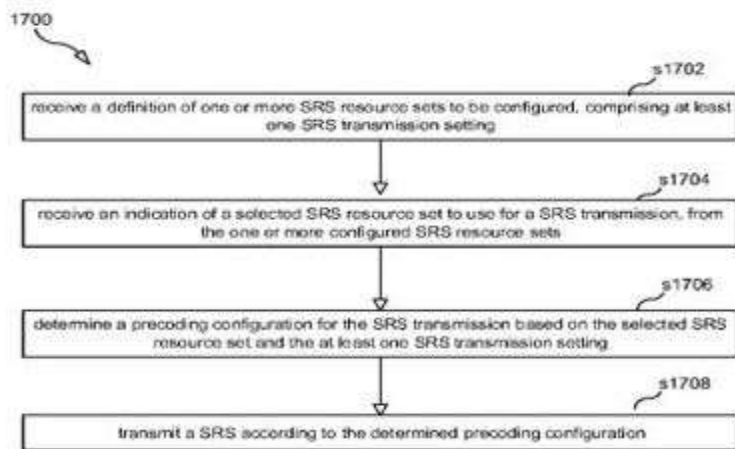 1700
s1702
receive a definition of one or more SRS resource sets to be configured, comprising at least
one SRS transmission setting
s1704
receive an indication of a selected SRS resource set to use for a SRS transmission, from
the one or more configured SRS resource sets
s1706
determine a precoding configuration for the SRS transmission based on the selected SRS
resource set and the at least one SRS transmission setting
s1708
transmit a SRS according to the determined precoding configuration